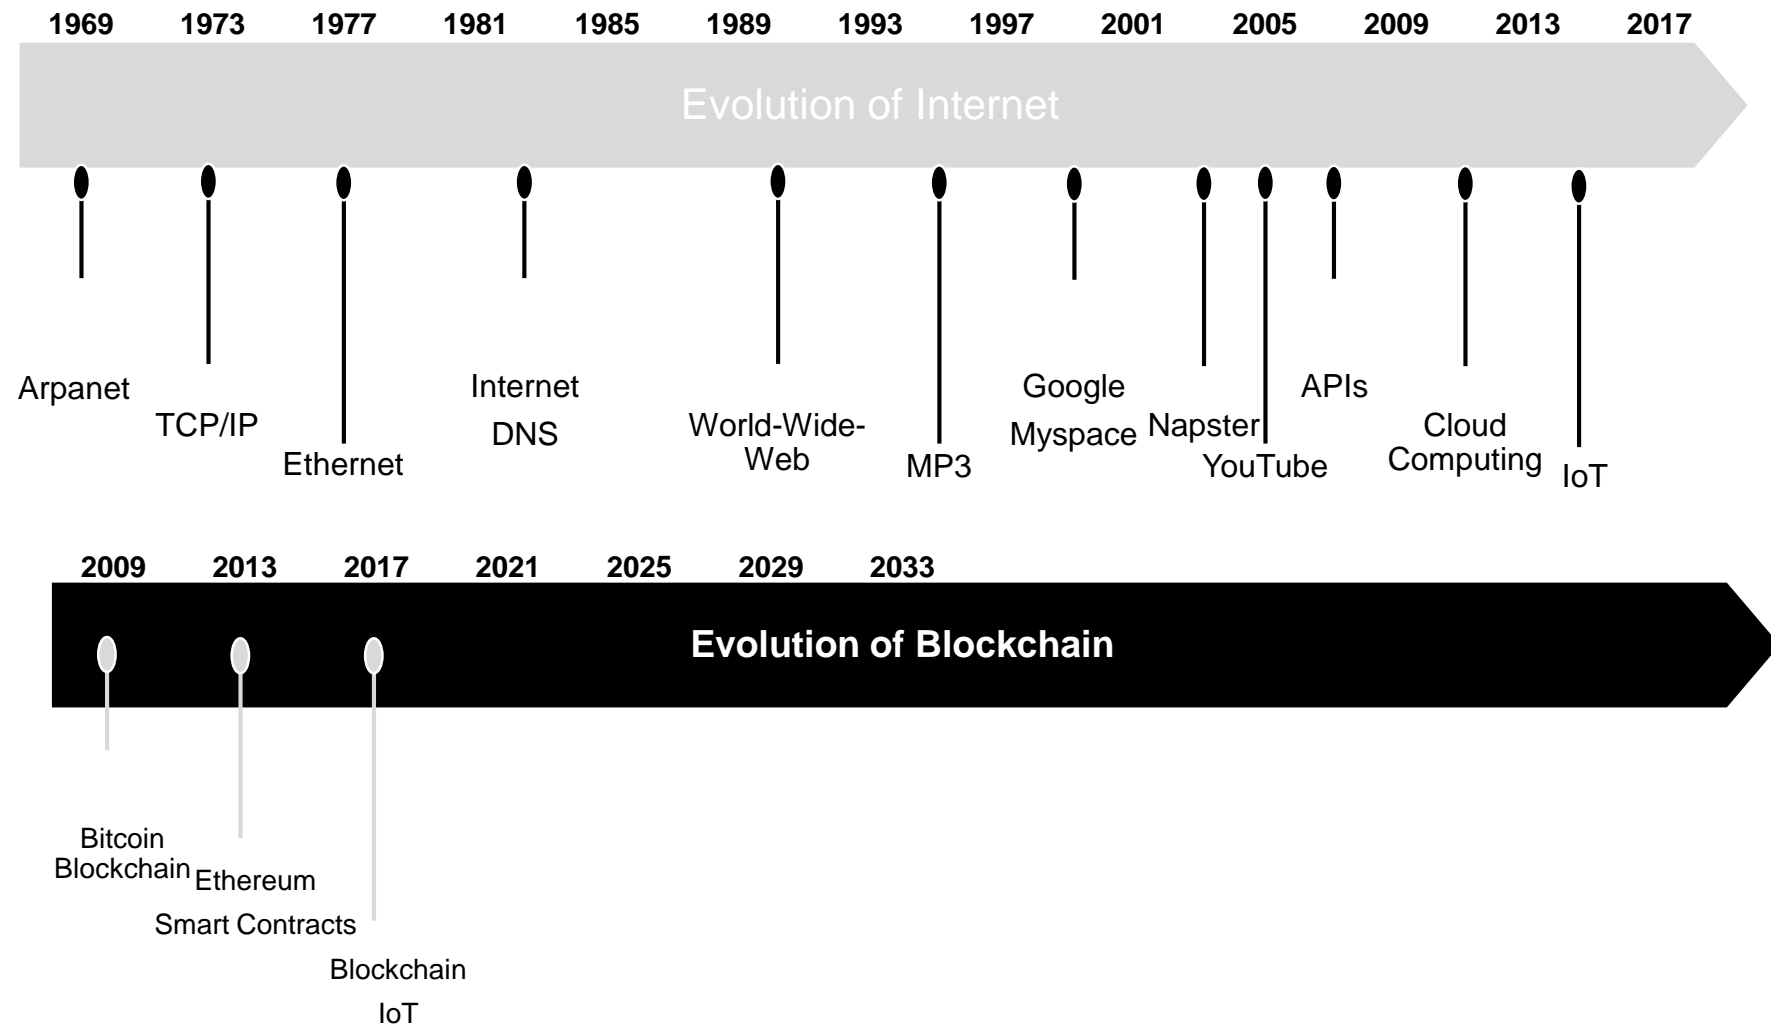 1969 1973 1977 1981 1985 1989 1993 1997 2001 2005 2009 2013 2017
Evolution of Internet
Arpanet
TCP/IP
Ethernet
Internet
DNS
World-Wide-
Web
MP3
Google
Myspace
Napster
YouTube
APIs
Cloud
Computing
IoT
2009 2013 2017 2021 2025 2029 2033
Evolution of Blockchain
Bitcoin
Blockchain
Ethereum
Smart Contracts
Blockchain
IoT